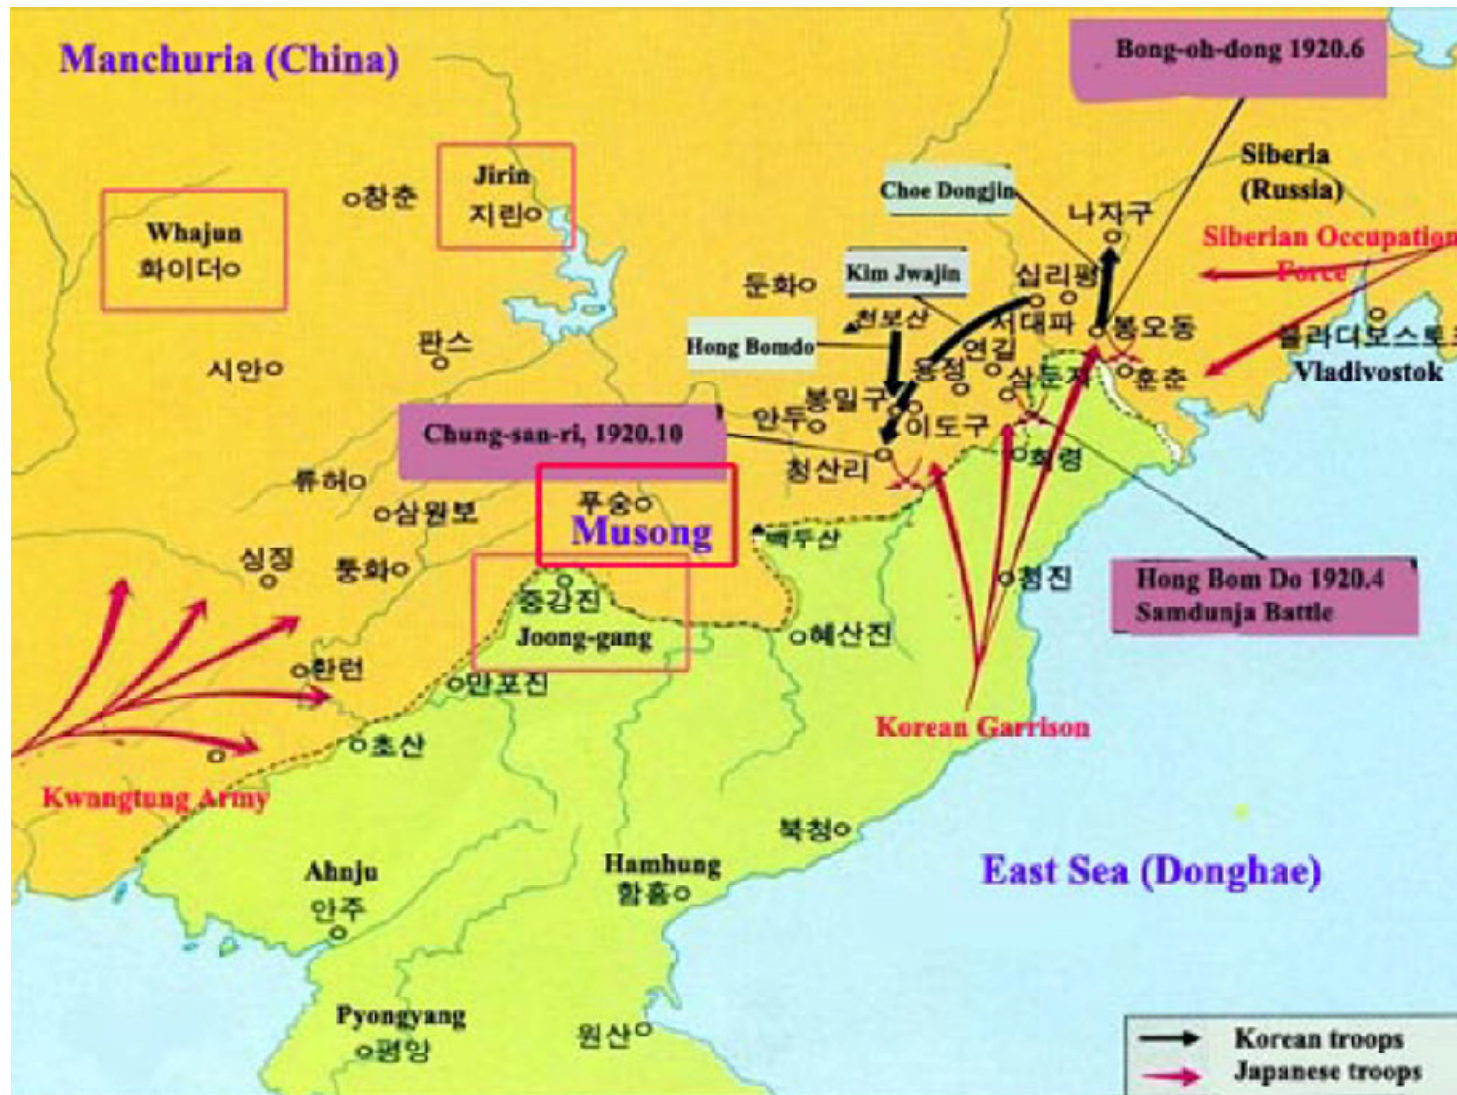 Manchuria (China)
Bong-oh-dong 1920.6
Siberia
(Russia)
Jirin
지린
창춘
Whajun
화이더
Choe Dongjin
나자구
Siberian Occupation
Force
Kim Jwajin
십리평
둔화
천보산
서대파
봉오동
블라디보스토크
Vladivostok
Hong Bomdo
연길
용정
삼둔자
훈춘
판스
시안
봉밀구
안두
이도구
Chung-san-ri, 1920.10
청산리
회령
류허
삼원보
푸숭
Musong
백두산
싱징
퉁화
중강진
Joong-gang
청진
Hong Bom Do 1920.4
Samdunja Battle
혜산진
환런
만포진
Korean Garrison
초산
Kwangtung Army
북청
Ahnju
안주
Hamhung
함흥
East Sea (Donghae)
Pyongyang
평양
원산
Korean troops
Japanese troops